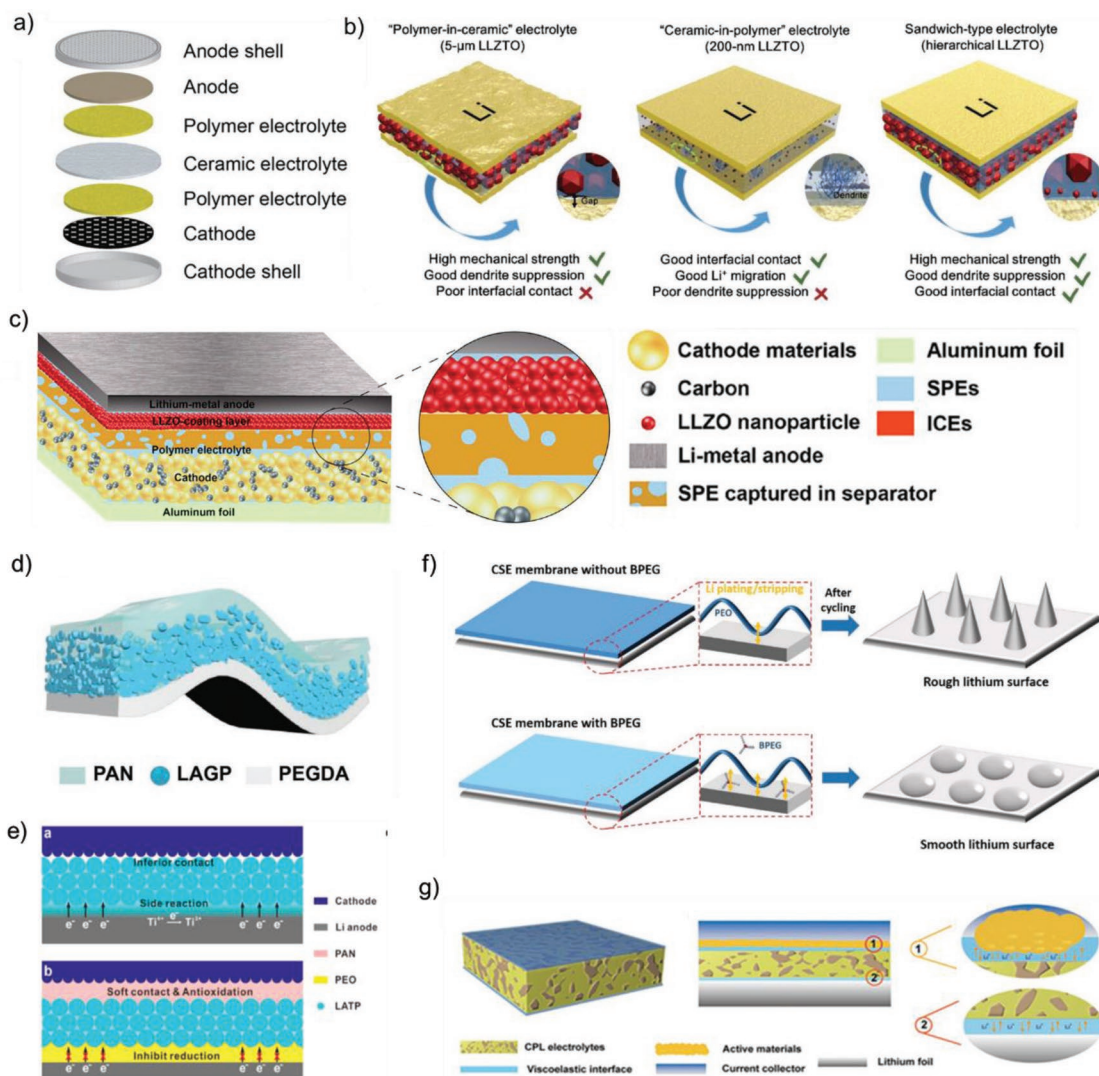 a)
Anode shell
Anode
Polymer electrolyte
Ceramic electrolyte
Polymer electrolyte
Cathode
Cathode shell
b)
"Polymer-in-ceramic" electrolyte
(5-μm LLZTO)
Li
Gap
High mechanical strength
Good dendrite suppression
Poor interfacial contact
"Ceramic-in-polymer" electrolyte
(200-nm LLZTO)
Li
Dendrite
Good interfacial contact
Good Li⁺ migration
Poor dendrite suppression
Sandwich-type electrolyte
(hierarchical LLZTO)
Li
High mechanical strength
Good dendrite suppression
Good interfacial contact
c)
Lithium-metal anode
LLZO-coating layer
Polymer electrolyte
Cathode
Aluminum foil
Cathode materials
Carbon
LLZO nanoparticle
Li-metal anode
SPE captured in separator
Aluminum foil
SPEs
ICEs
d)
PAN
LAGP
PEGDA
e)
a
Inferior contact
Side reaction
e⁻ e⁻ e⁻ Ti⁴⁺ e⁻ Ti³⁺ e⁻ e⁻ e⁻
b
Soft contact & Antioxidation
Inhibit reduction
e⁻ e⁻ e⁻ e⁻ e⁻ e⁻
Cathode
Li anode
PAN
PEO
LATP
f)
CSE membrane without BPEG
Li plating/stripping
PEO
After
cycling
Rough lithium surface
CSE membrane with BPEG
BPEG
Smooth lithium surface
g)
1
2
1
2
CPL electrolytes
Viscoelastic interface
Active materials
Current collector
Lithium foil